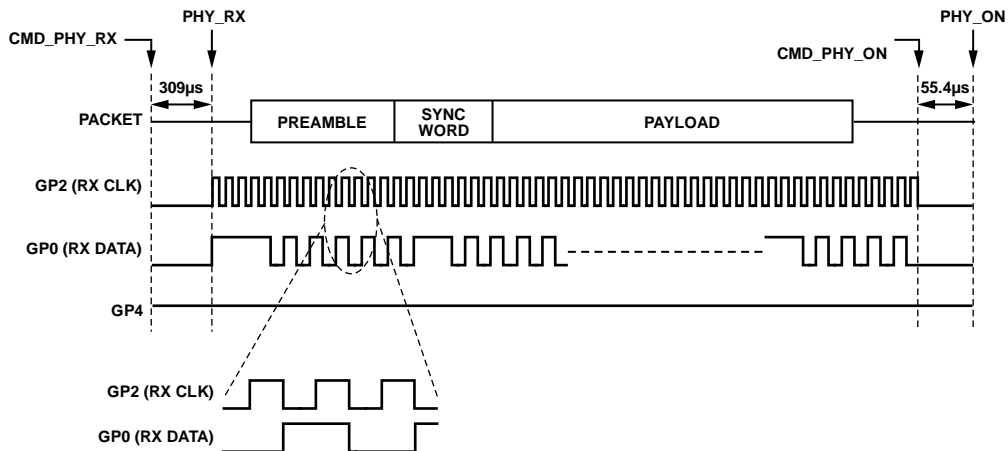 PHY_RX
PHY_ON
CMD_PHY_RX
CMD_PHY_ON
309µs
55.4µs
PACKET
PREAMBLE
SYNC
WORD
PAYLOAD
GP2 (RX CLK)
GP0 (RX DATA)
GP4
GP2 (RX CLK)
GP0 (RX DATA)